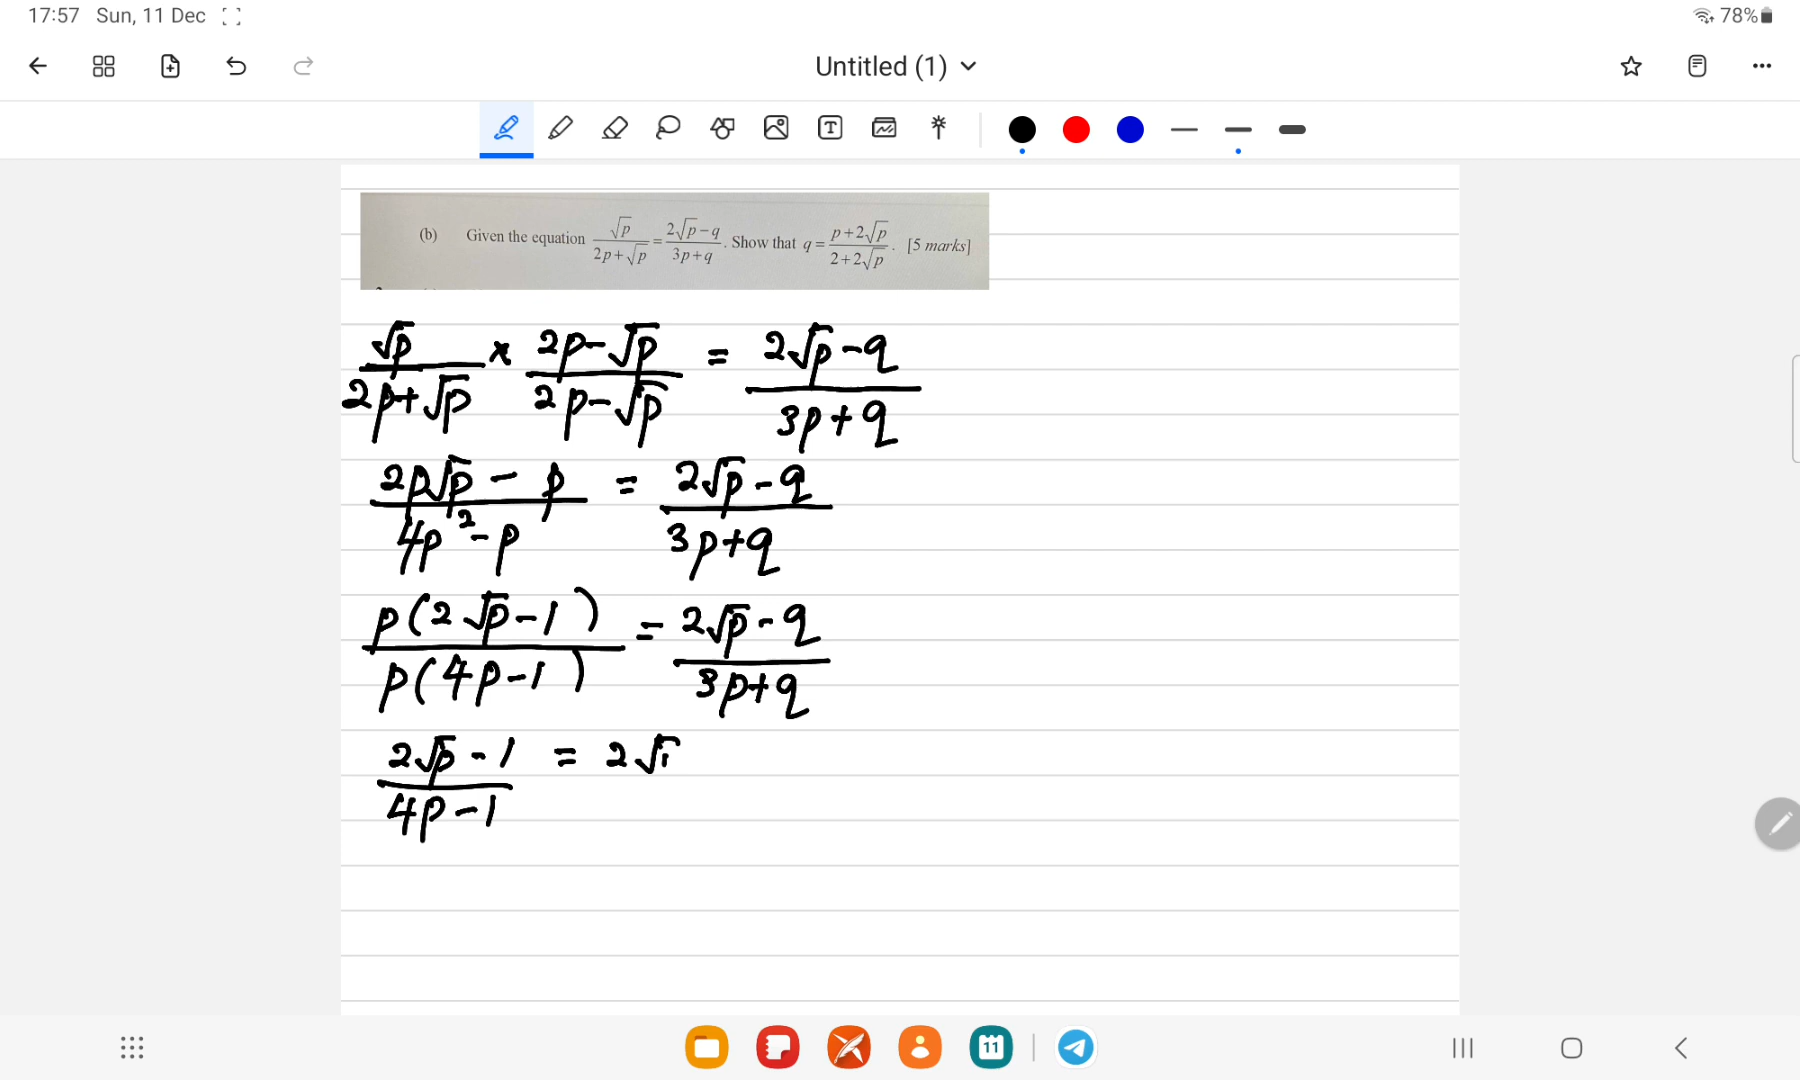 17:57 Sun, 11 Dec 78%
Untitled (1)
(b) Given the equation √p/(2p+√p) = (2√p−q)/(3p+q). Show that q = (p+2√p)/(2+2√p). [5 marks]
√p/(2p+√p) × (2p−√p)/(2p−√p) = (2√p−q)/(3p+q)
(2p√p − p)/(4p²−p) = (2√p−q)/(3p+q)
p(2√p−1)/p(4p−1) = (2√p−q)/(3p+q)
(2√p−1)/(4p−1) = 2√
11